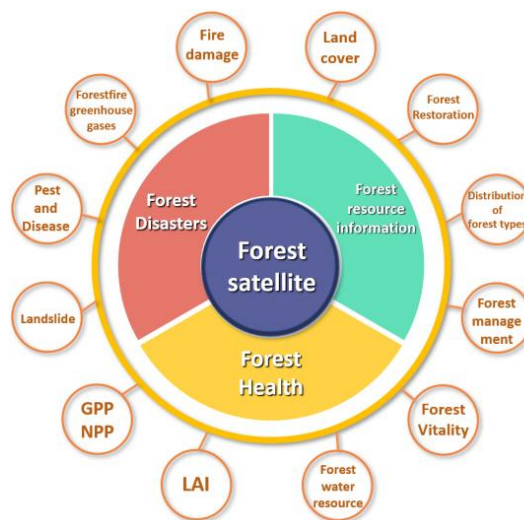 Fire
damage
Land
cover
Forestfire
greenhouse
gases
Forest
Restoration
Pest
and
Disease
Forest
Disasters
Forest
resource
information
Distribution
of
forest types
Forest
satellite
Landslide
Forest
manage
ment
Forest
Health
GPP
NPP
Forest
Vitality
LAI
Forest
water
resource